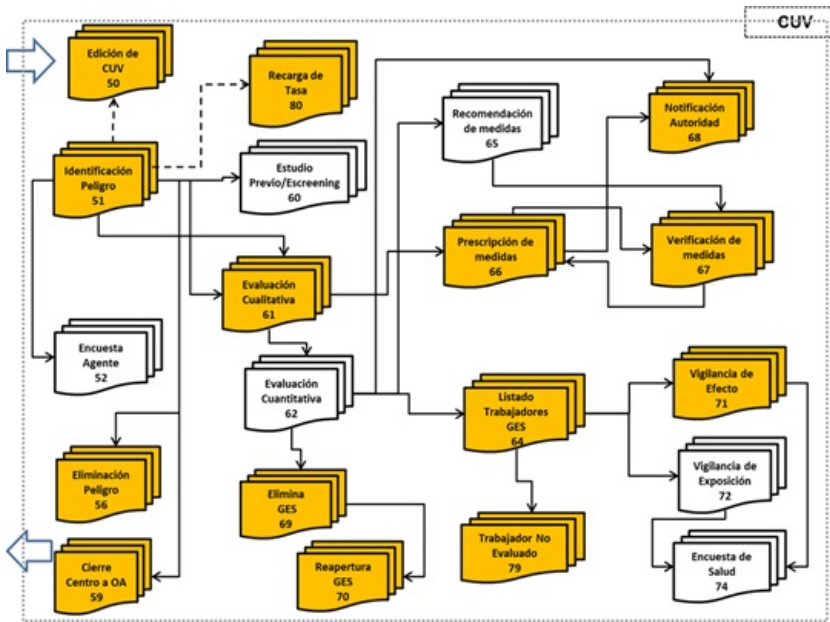 CUV
Edición de
CUV
50
Recarga de
Tasa
80
Recomendación
de medidas
65
Notificación
Autoridad
68
Identificación
Peligro
51
Estudio
Previo/Escreening
60
Prescripción de
medidas
66
Verificación de
medidas
67
Evaluación
Cualitativa
61
Encuesta
Agente
52
Evaluación
Cuantitativa
62
Listado
Trabajadores
GES
64
Vigilancia de
Efecto
71
Eliminación
Peligro
56
Elimina
GES
69
Vigilancia de
Exposición
72
Cierre
Centro a OA
59
Reapertura
GES
70
Trabajador No
Evaluado
79
Encuesta de
Salud
74